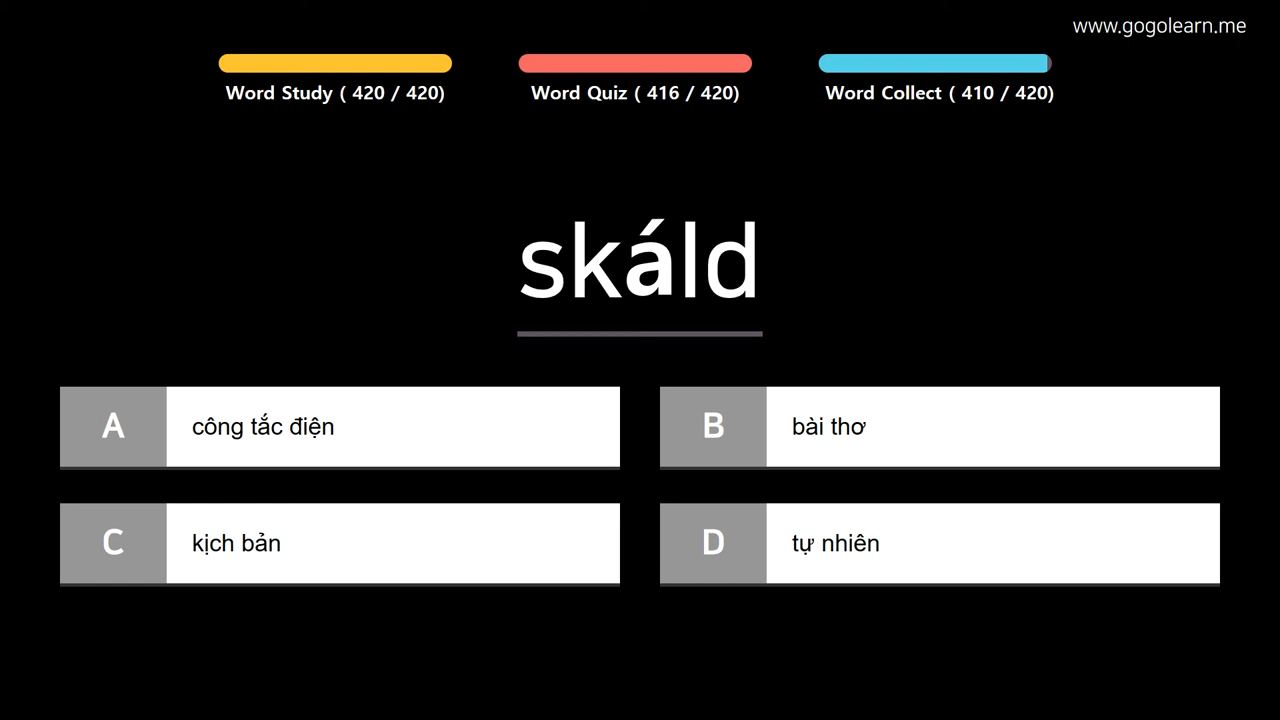 www.gogolearn.me
Word Study ( 420 / 420)
Word Quiz ( 416 / 420)
Word Collect ( 410 / 420)
skáld
A công tắc điện
B bài thơ
C kịch bản
D tự nhiên